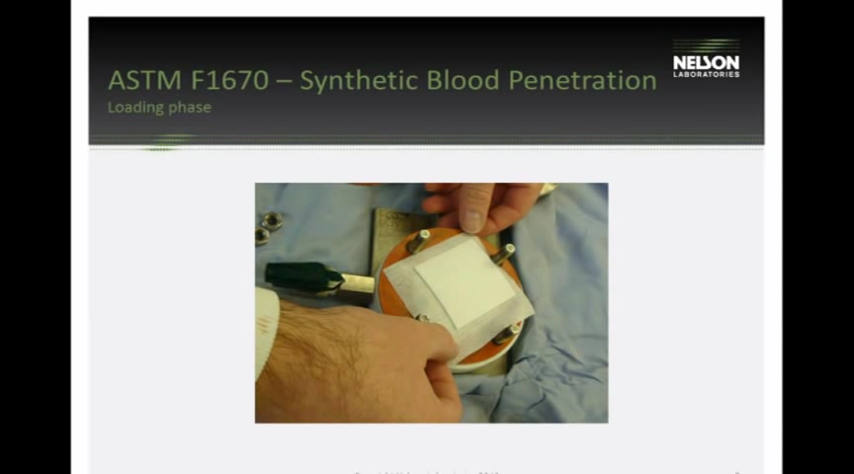 ASTM F1670 – Synthetic Blood Penetration
Loading phase
NELSON
LABORATORIES